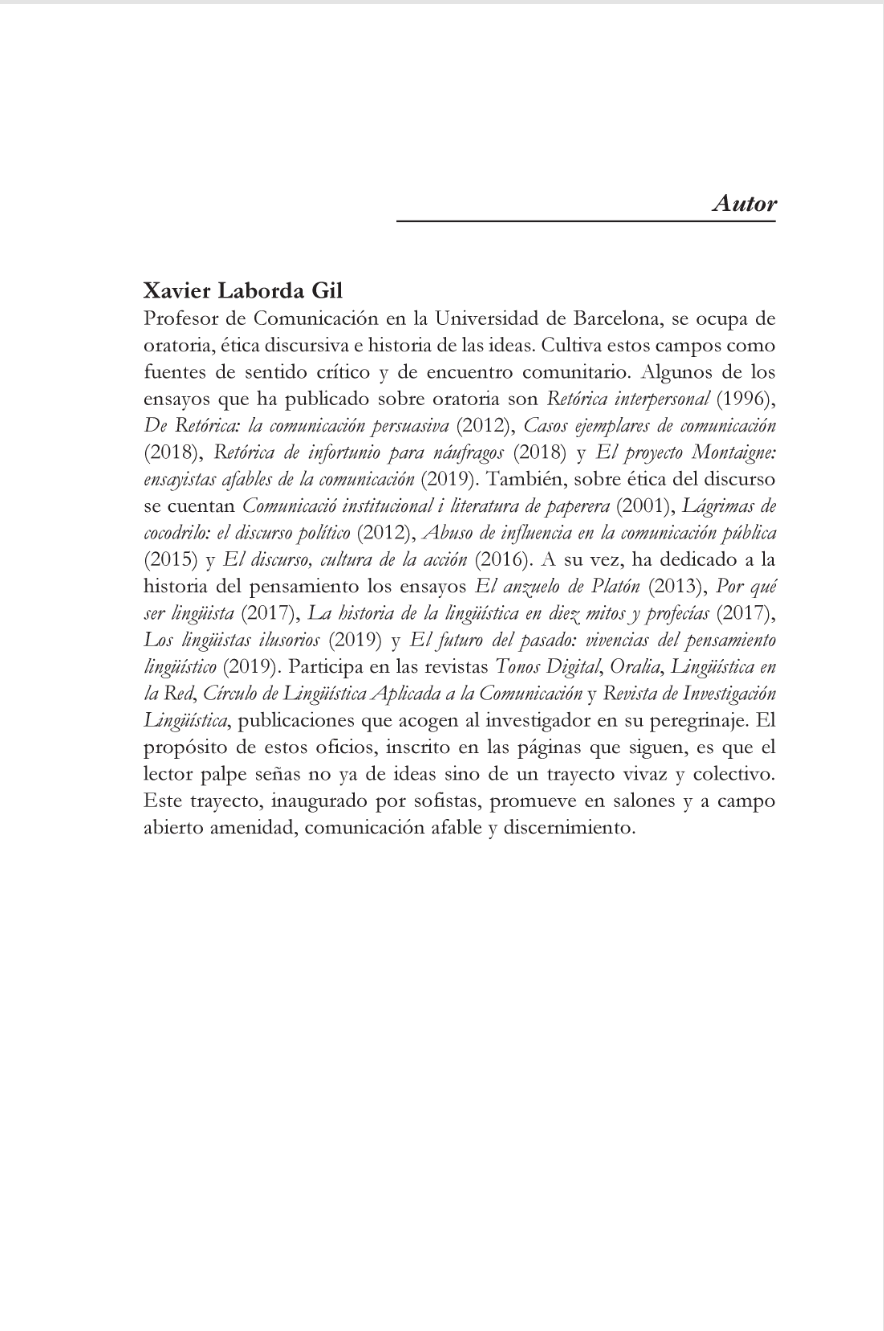 Autor
Xavier Laborda Gil
Profesor de Comunicación en la Universidad de Barcelona, se ocupa de
oratoria, ética discursiva e historia de las ideas. Cultiva estos campos como
fuentes de sentido crítico y de encuentro comunitario. Algunos de los
ensayos que ha publicado sobre oratoria son Retórica interpersonal (1996),
De Retórica: la comunicación persuasiva (2012), Casos ejemplares de comunicación
(2018), Retórica de infortunio para náufragos (2018) y El proyecto Montaigne:
ensayistas afables de la comunicación (2019). También, sobre ética del discurso
se cuentan Comunicació institucional i literatura de paperera (2001), Lágrimas de
cocodrilo: el discurso político (2012), Abuso de influencia en la comunicación pública
(2015) y El discurso, cultura de la acción (2016). A su vez, ha dedicado a la
historia del pensamiento los ensayos El anzuelo de Platón (2013), Por qué
ser lingüista (2017), La historia de la lingüística en diez mitos y profecías (2017),
Los lingüistas ilusorios (2019) y El futuro del pasado: vivencias del pensamiento
lingüístico (2019). Participa en las revistas Tonos Digital, Oralia, Lingüística en
la Red, Círculo de Lingüística Aplicada a la Comunicación y Revista de Investigación
Lingüística, publicaciones que acogen al investigador en su peregrinaje. El
propósito de estos oficios, inscrito en las páginas que siguen, es que el
lector palpe señas no ya de ideas sino de un trayecto vivaz y colectivo.
Este trayecto, inaugurado por sofistas, promueve en salones y a campo
abierto amenidad, comunicación afable y discernimiento.